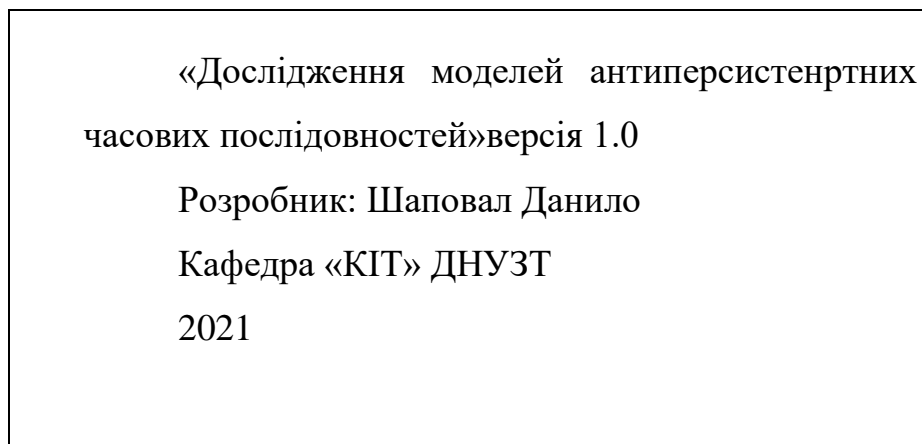 «Дослідження моделей антиперсистенртних
часових послідовностей»версія 1.0
Розробник: Шаповал Данило
Кафедра «КІТ» ДНУЗТ
2021